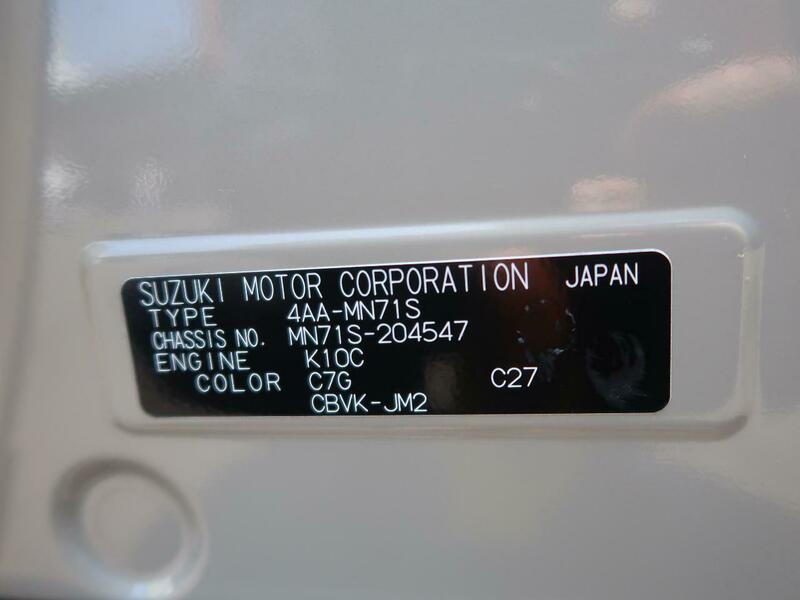 SUZUKI MOTOR CORPORATION JAPAN
TYPE 4AA-MN71S
CHASSIS NO. MN71S-204547
ENGINE K10C
COLOR C7G C27
CBVK-JM2